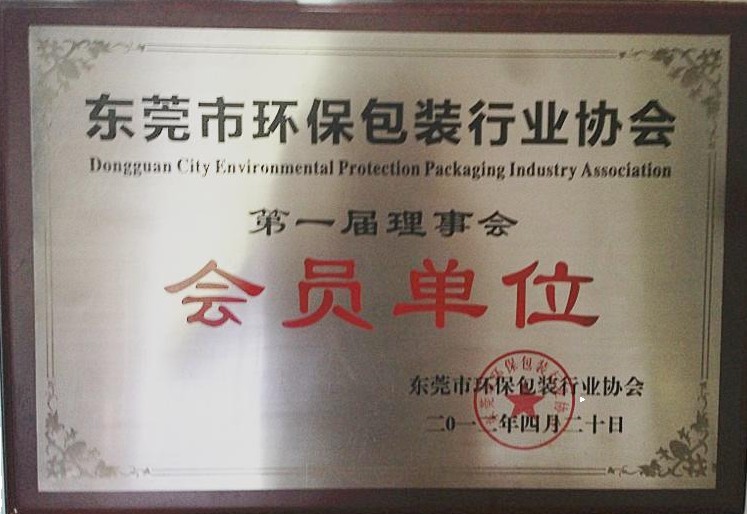 东莞市环保包装行业协会
Dongguan City Environmental Protection Packaging Industry Association
第一届理事会
会员单位
东莞市环保包装行业协会
二0一二年四月二十日